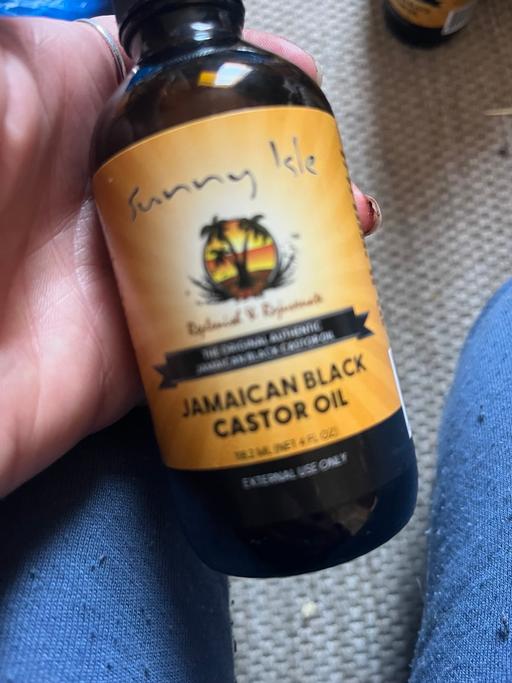 Sunny Isle
Replenish & Rejuvenate
THE ORIGINAL AUTHENTIC
JAMAICAN BLACK CASTOR OIL
JAMAICAN BLACK
CASTOR OIL
118.2 ML (NET 4 FL OZ)
EXTERNAL USE ONLY